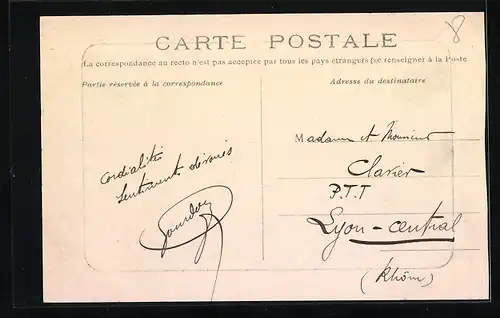 8
CARTE POSTALE
La correspondance au recto n'est pas acceptée par tous les pays étrangers (se renseigner à la Poste
Partie réservée à la correspondance
Adresse du destinataire
Cordialités
Sentiments dévoués
Madame et Monsieur
Clavier
P.T.T
Lyon-central
(Rhône)